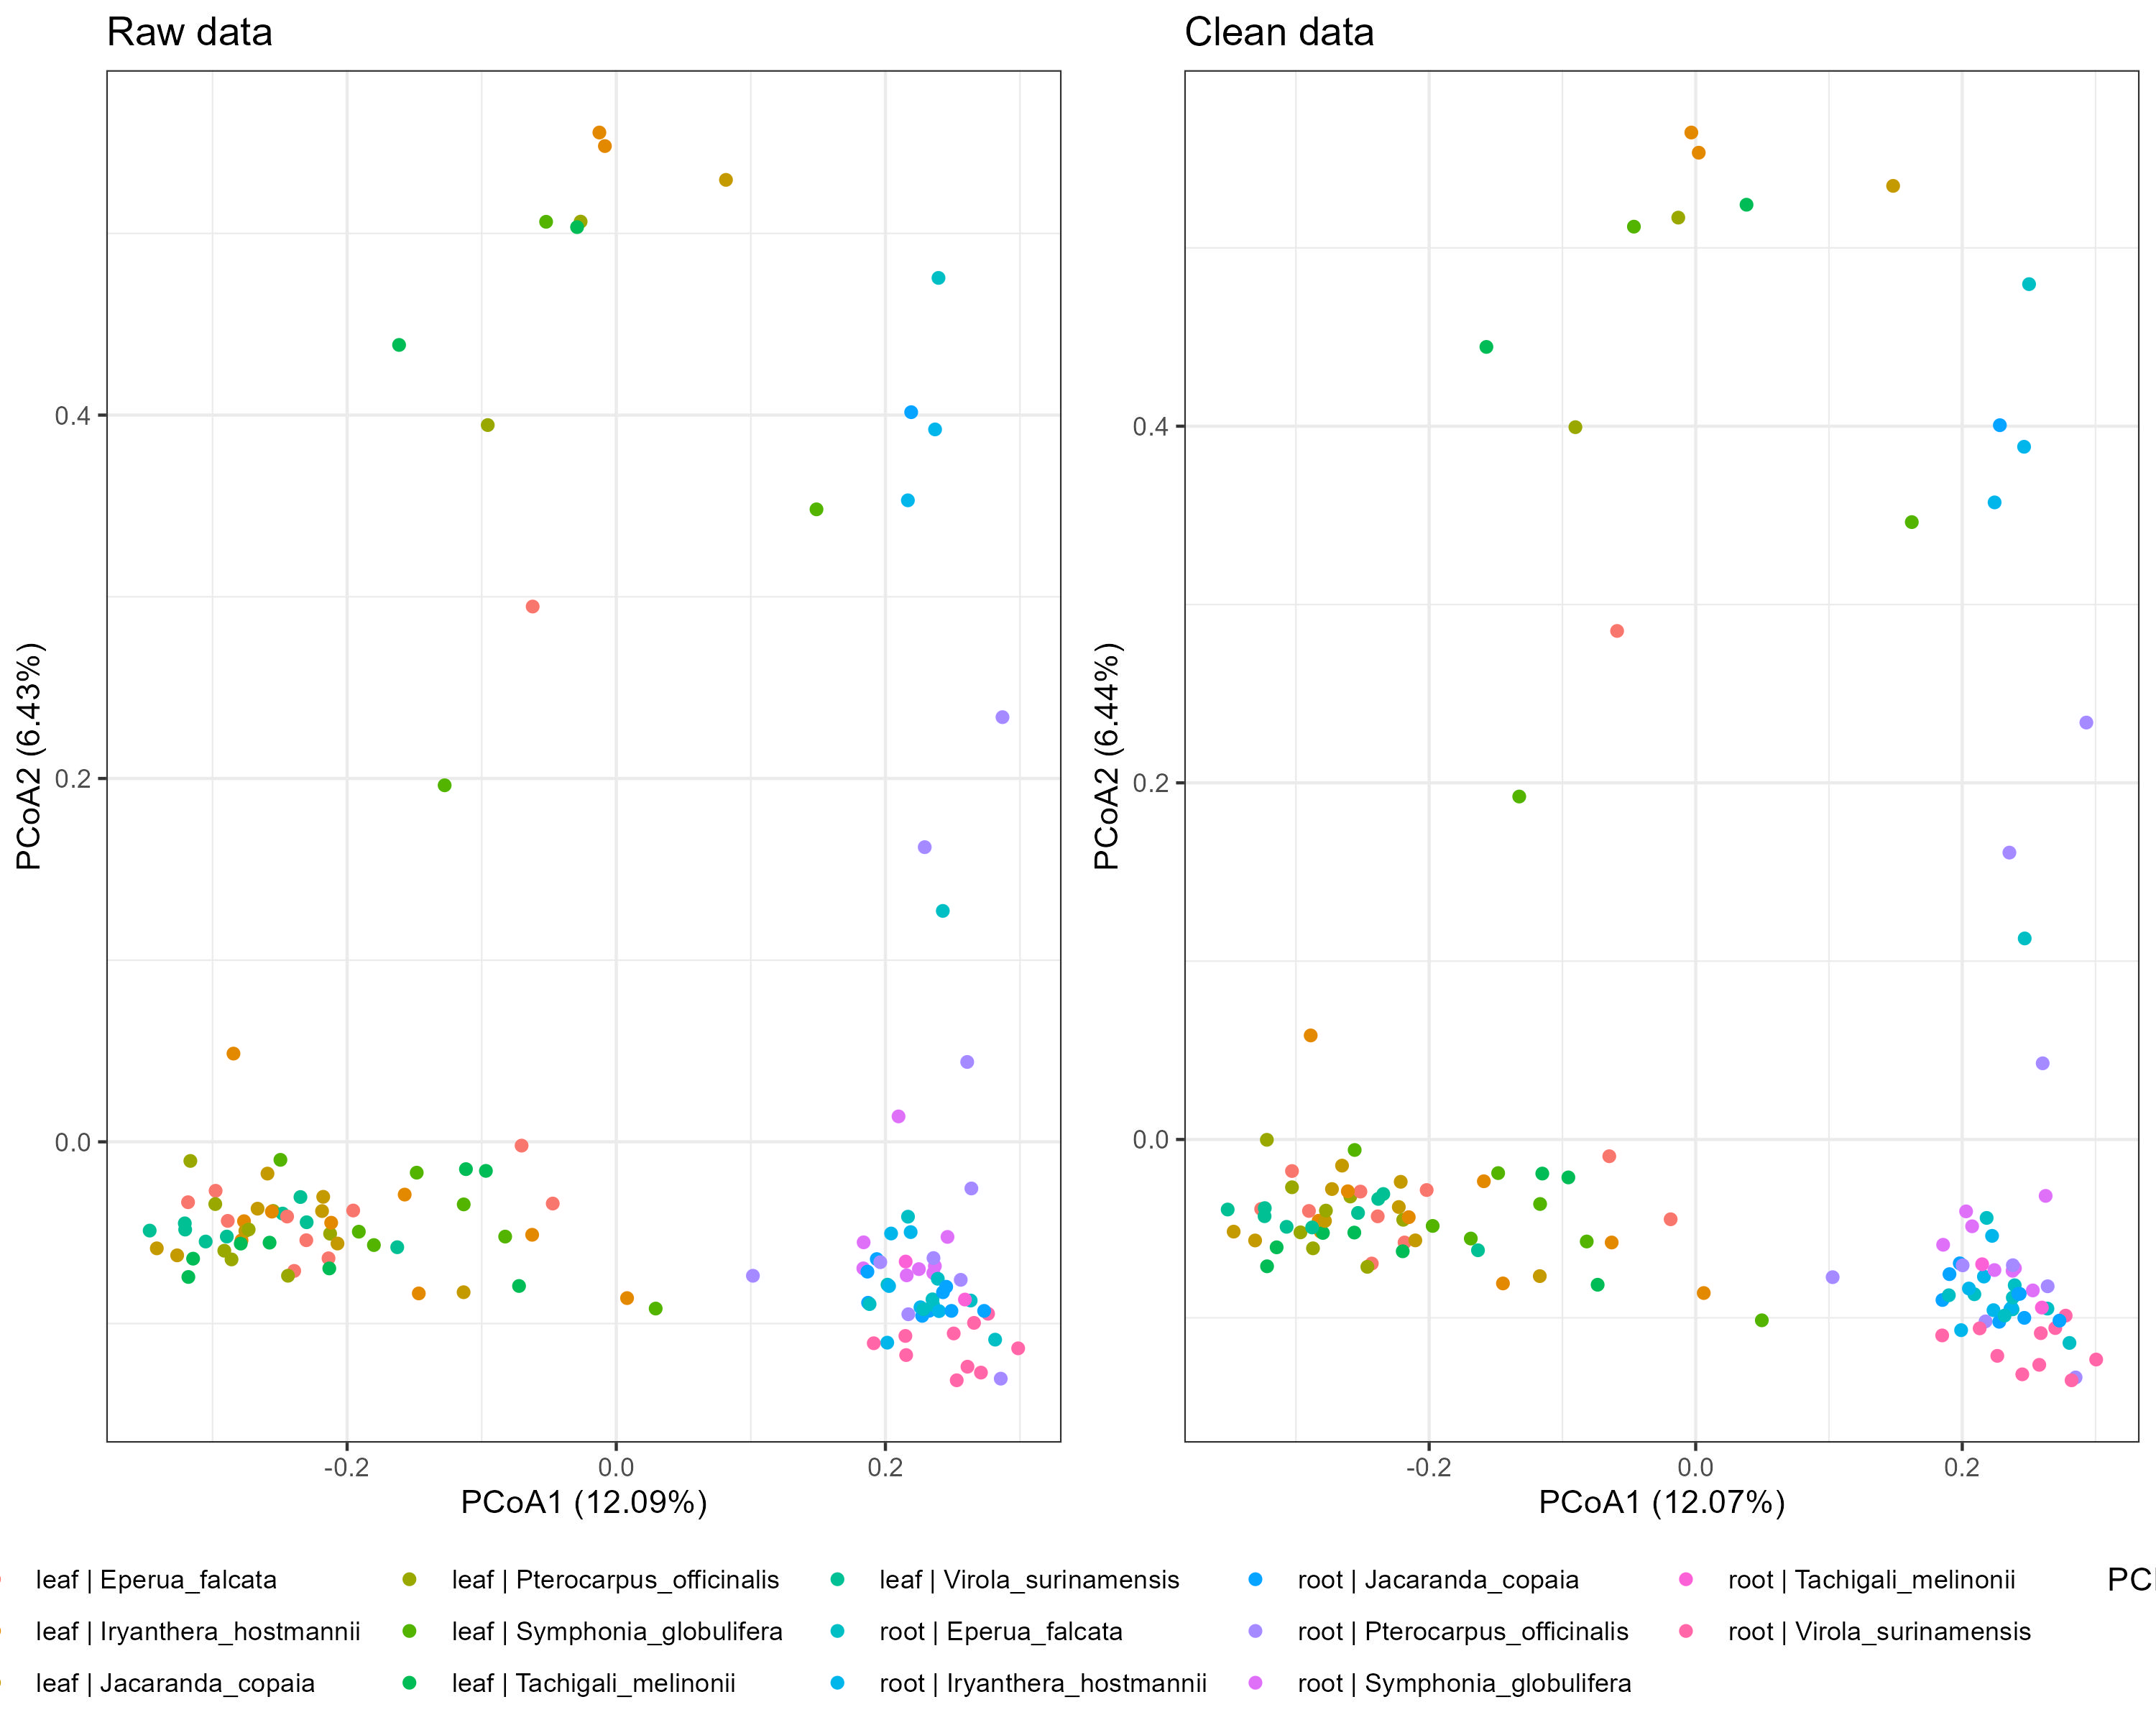 Raw data
Clean data
PCoA2 (6.43%)
0.4
0.2
0.0
-0.2
0.0
0.2
PCoA1 (12.09%)
PCoA2 (6.44%)
0.4
0.2
0.0
-0.2
0.0
0.2
PCoA1 (12.07%)
leaf | Eperua_falcata
leaf | Iryanthera_hostmannii
leaf | Jacaranda_copaia
leaf | Pterocarpus_officinalis
leaf | Symphonia_globulifera
leaf | Tachigali_melinonii
leaf | Virola_surinamensis
root | Eperua_falcata
root | Iryanthera_hostmannii
root | Jacaranda_copaia
root | Pterocarpus_officinalis
root | Symphonia_globulifera
root | Tachigali_melinonii
root | Virola_surinamensis